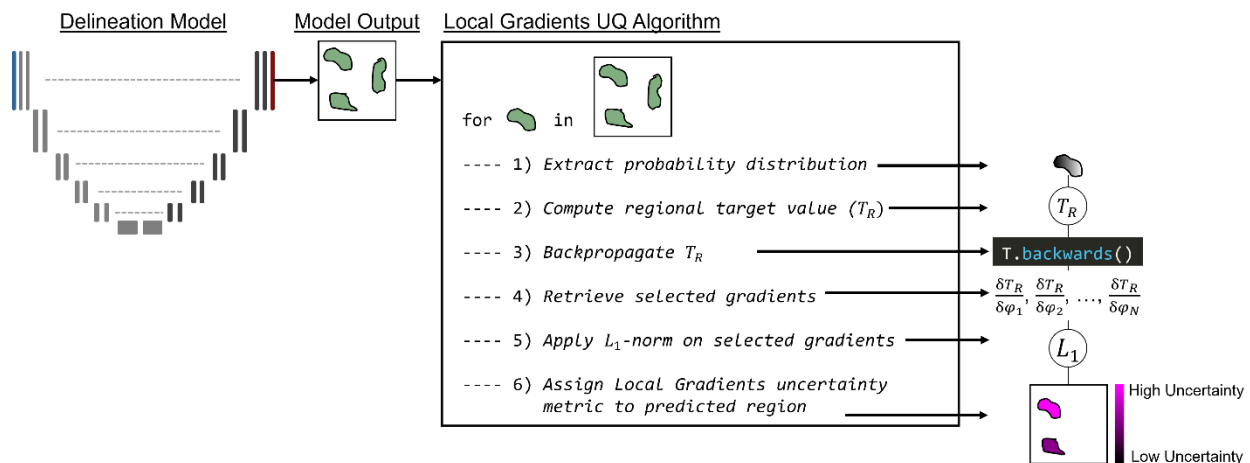 Delineation Model
Model Output
Local Gradients UQ Algorithm
for in
---- 1) Extract probability distribution
---- 2) Compute regional target value (T_R)
T_R
---- 3) Backpropagate T_R
T.backwards()
---- 4) Retrieve selected gradients
δT_R/δφ_1, δT_R/δφ_2, ..., δT_R/δφ_N
---- 5) Apply L_1-norm on selected gradients
L_1
---- 6) Assign Local Gradients uncertainty
metric to predicted region
High Uncertainty
Low Uncertainty